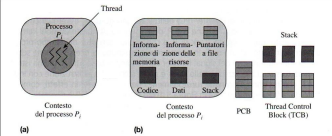 Thread
Processo
Pi
Contesto
del processo Pi
(a)
Informa-
zione di
memoria
Informa-
zione delle
risorse
Puntatori
a file
Codice
Dati
Stack
Contesto
del processo Pi
(b)
PCB
Stack
Thread Control
Block (TCB)